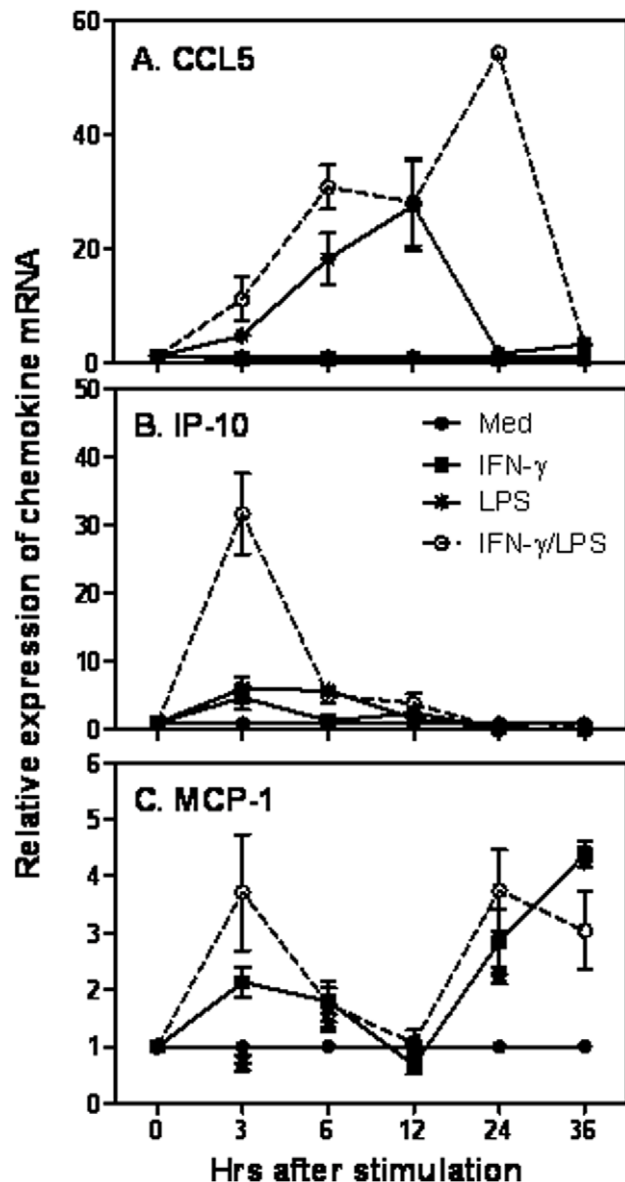 Relative expression of chemokine mRNA
A. CCL5
60
40
20
0
B. IP-10
50
40
30
20
10
0
Med
IFN-γ
LPS
IFN-γ/LPS
C. MCP-1
6
5
4
3
2
1
0
0 3 6 12 24 36
Hrs after stimulation